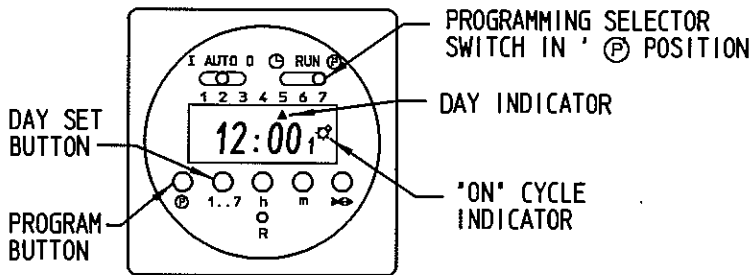 PROGRAMMING SELECTOR
SWITCH IN ' Ⓟ POSITION
I AUTO O RUN Ⓟ
1 2 3 4 5 6 7
DAY INDICATOR
DAY SET
BUTTON
12:00 1
Ⓟ 1..7 h m
R
"ON" CYCLE
INDICATOR
PROGRAM
BUTTON